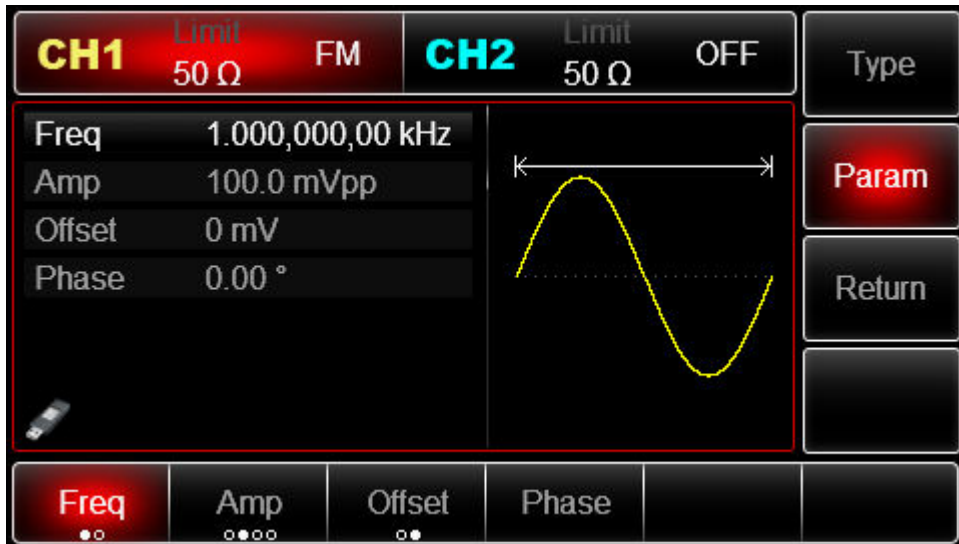 CH1 Limit 50 Ω FM CH2 Limit 50 Ω OFF
Type
Freq 1.000,000,00 kHz
Amp 100.0 mVpp
Param
Offset 0 mV
Phase 0.00 °
Return
Freq Amp Offset Phase